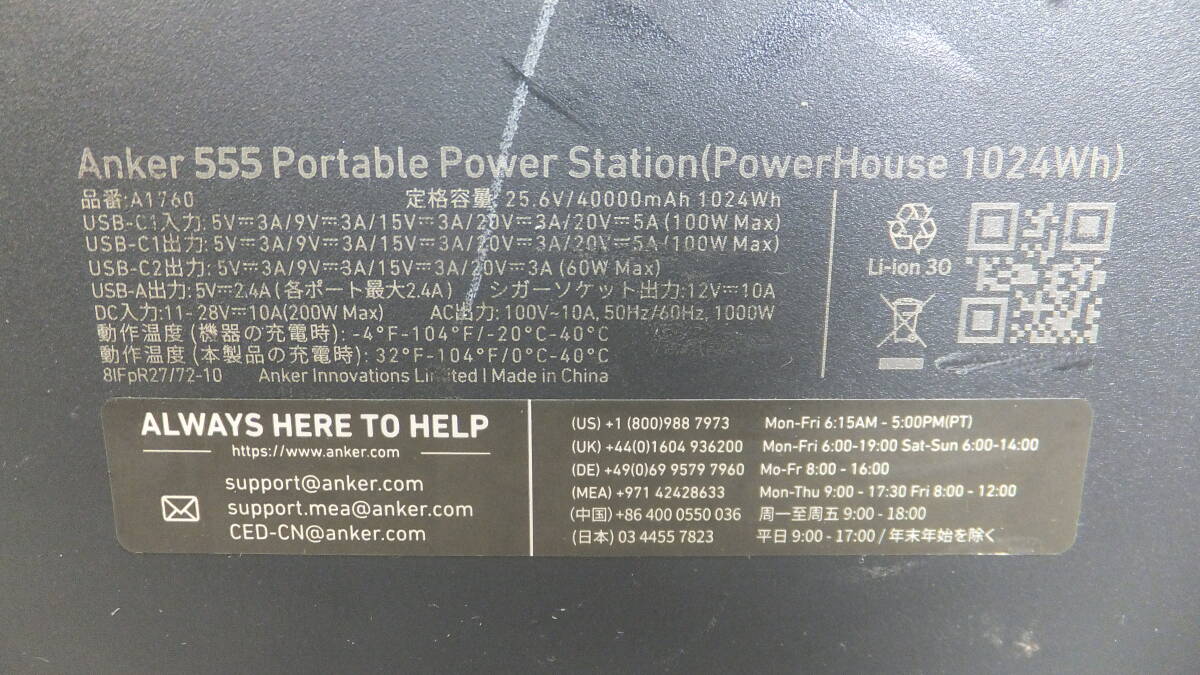 Anker 555 Portable Power Station(PowerHouse 1024Wh)
品番:A1760 定格容量: 25.6V/40000mAh 1024Wh
USB-C1入力: 5V⎓3A/9V⎓3A/15V⎓3A/20V⎓3A/20V⎓5A (100W Max)
USB-C1出力: 5V⎓3A/9V⎓3A/15V⎓3A/20V⎓3A/20V⎓5A (100W Max)
USB-C2出力: 5V⎓3A/9V⎓3A/15V⎓3A/20V⎓3A (60W Max)
USB-A出力: 5V⎓2.4A (各ポート最大2.4A) シガーソケット出力:12V⎓10A
DC入力: 11-28V⎓10A(200W Max) AC出力: 100V~10A, 50Hz/60Hz, 1000W
動作温度 (機器の充電時): -4°F-104°F/-20°C-40°C
動作温度 (本製品の充電時): 32°F-104°F/0°C-40°C
8IFpR27/72-10 Anker Innovations Limited | Made in China
Li-ion 30
ALWAYS HERE TO HELP
https://www.anker.com
support@anker.com
support.mea@anker.com
CED-CN@anker.com
(US) +1 (800)988 7973 Mon-Fri 6:15AM - 5:00PM(PT)
(UK) +44(0)1604 936200 Mon-Fri 6:00-19:00 Sat-Sun 6:00-14:00
(DE) +49(0)69 9579 7960 Mo-Fr 8:00 - 16:00
(MEA) +971 42428633 Mon-Thu 9:00 - 17:30 Fri 8:00 - 12:00
(中国) +86 400 0550 036 周一至周五 9:00 - 18:00
(日本) 03 4455 7823 平日 9:00 - 17:00 / 年末年始を除く